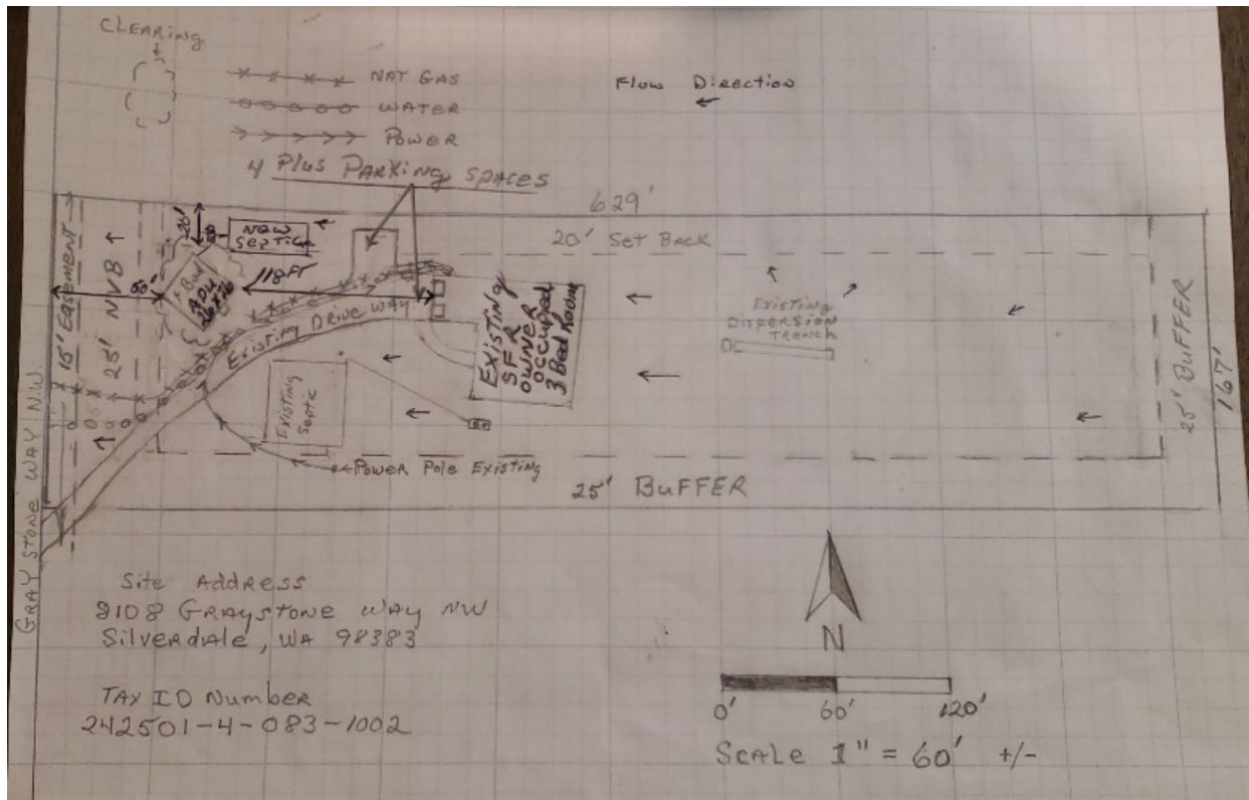 CLEARING
NAT GAS
WATER
POWER
Flow Direction
4 Plus PARKING SPACES
629'
20' Set Back
26'
NEW
SEPTIC
118FT
15' Easement
25' NVB
ADU
Existing DRIVE WAY
EXISTING
SFR
OWNER
OCCUPIED
3 Bed Room
EXISTING
DISPERSION
TRENCH
25' BUFFER
167'
Existing
Septic
Power Pole Existing
25' BUFFER
GRAYSTONE WAY N.W.
Site Address
8108 GRAYSTONE WAY NW
Silverdale, WA 98383
TAX ID Number
242501-4-083-1002
N
0' 60' 120'
SCALE 1" = 60' +/-